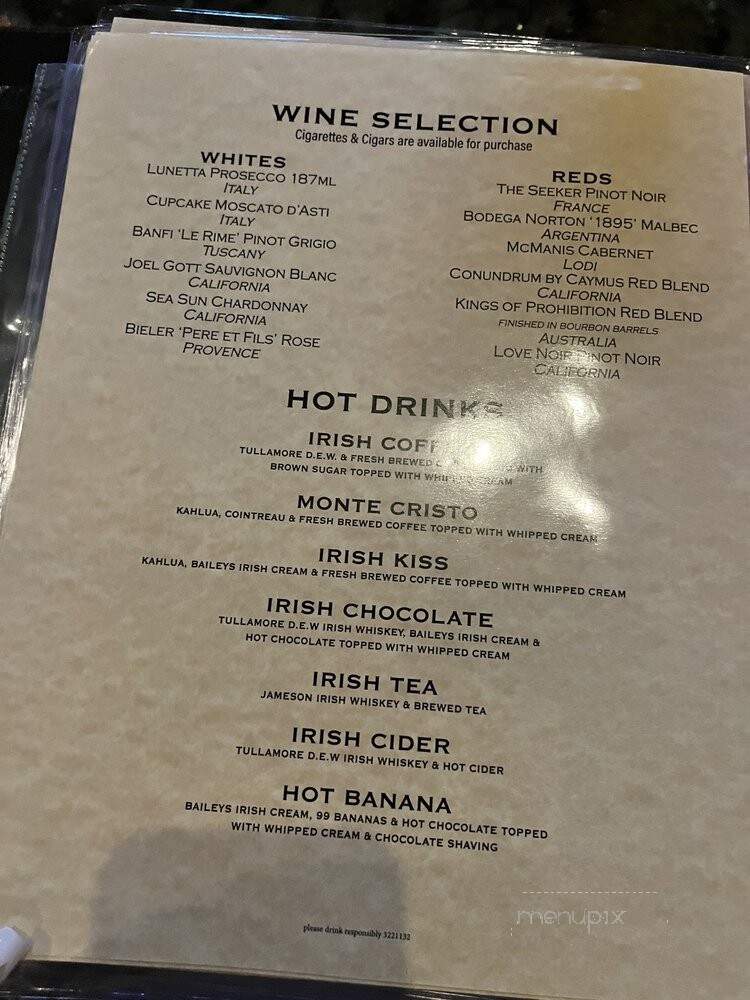 WINE SELECTION
Cigarettes & Cigars are available for purchase
WHITES
LUNETTA PROSECCO 187ML
ITALY
CUPCAKE MOSCATO D'ASTI
ITALY
BANFI 'LE RIME' PINOT GRIGIO
TUSCANY
JOEL GOTT SAUVIGNON BLANC
CALIFORNIA
SEA SUN CHARDONNAY
CALIFORNIA
BIELER 'PERE ET FILS' ROSE
PROVENCE
REDS
THE SEEKER PINOT NOIR
FRANCE
BODEGA NORTON '1895' MALBEC
ARGENTINA
MCMANIS CABERNET
LODI
CONUNDRUM BY CAYMUS RED BLEND
CALIFORNIA
KINGS OF PROHIBITION RED BLEND
FINISHED IN BOURBON BARRELS
AUSTRALIA
LOVE NOIR PINOT NOIR
CALIFORNIA
HOT DRINKS
IRISH
TULLAMORE D.E.W. & FRESH BREWED WITH
BROWN SUGAR TOPPED WITH WHIPPED CREAM
MONTE CRISTO
KAHLUA, COINTREAU & FRESH BREWED COFFEE TOPPED WITH WHIPPED CREAM
IRISH KISS
KAHLUA, BAILEYS IRISH CREAM & FRESH BREWED COFFEE TOPPED WITH WHIPPED CREAM
IRISH CHOCOLATE
TULLAMORE D.E.W IRISH WHISKEY, BAILEYS IRISH CREAM &
HOT CHOCOLATE TOPPED WITH WHIPPED CREAM
IRISH TEA
JAMESON IRISH WHISKEY & BREWED TEA
IRISH CIDER
TULLAMORE D.E.W IRISH WHISKEY & HOT CIDER
HOT BANANA
BAILEYS IRISH CREAM, 99 BANANAS & HOT CHOCOLATE TOPPED
WITH WHIPPED CREAM & CHOCOLATE SHAVING
please drink responsibly 3221132
menupix